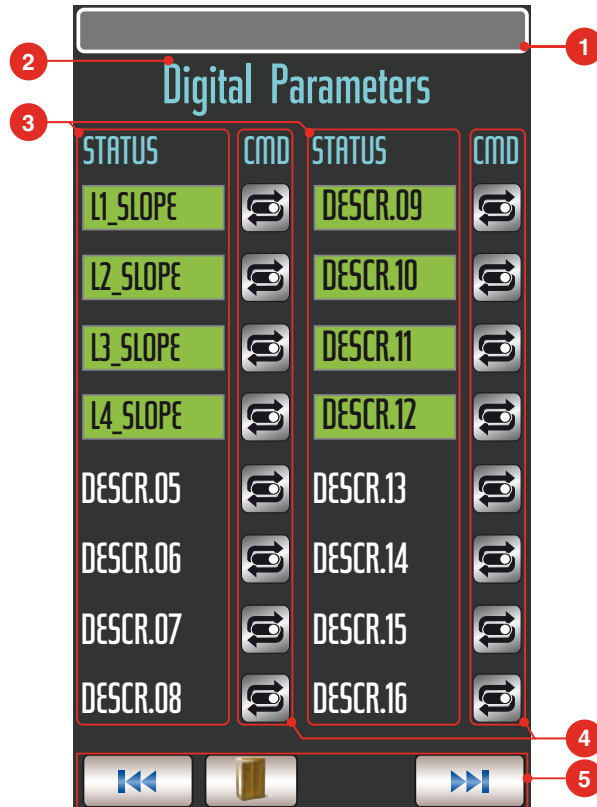 1
2
Digital Parameters
3
STATUS CMD STATUS CMD
L1_SLOPE DESCR.09
L2_SLOPE DESCR.10
L3_SLOPE DESCR.11
L4_SLOPE DESCR.12
DESCR.05 DESCR.13
DESCR.06 DESCR.14
DESCR.07 DESCR.15
DESCR.08 DESCR.16
4
5